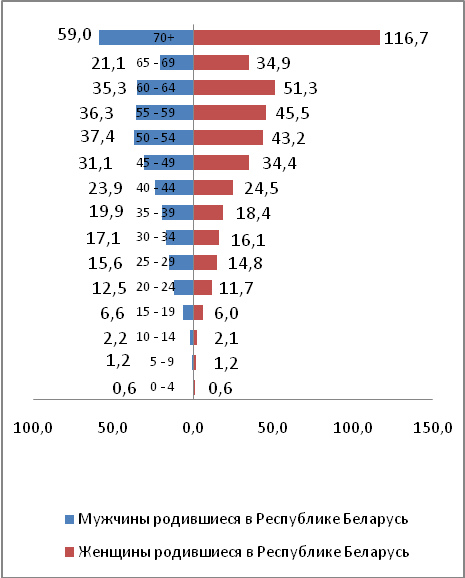 59,0 70+ 116,7
21,1 65 – 69 34,9
35,3 60 – 64 51,3
36,3 55 – 59 45,5
37,4 50 – 54 43,2
31,1 45 – 49 34,4
23,9 40 – 44 24,5
19,9 35 – 39 18,4
17,1 30 – 34 16,1
15,6 25 – 29 14,8
12,5 20 – 24 11,7
6,6 15 – 19 6,0
2,2 10 – 14 2,1
1,2 5 – 9 1,2
0,6 0 – 4 0,6
100,0 50,0 0,0 50,0 100,0 150,0
Мужчины родившиеся в Республике Беларусь
Женщины родившиеся в Республике Беларусь